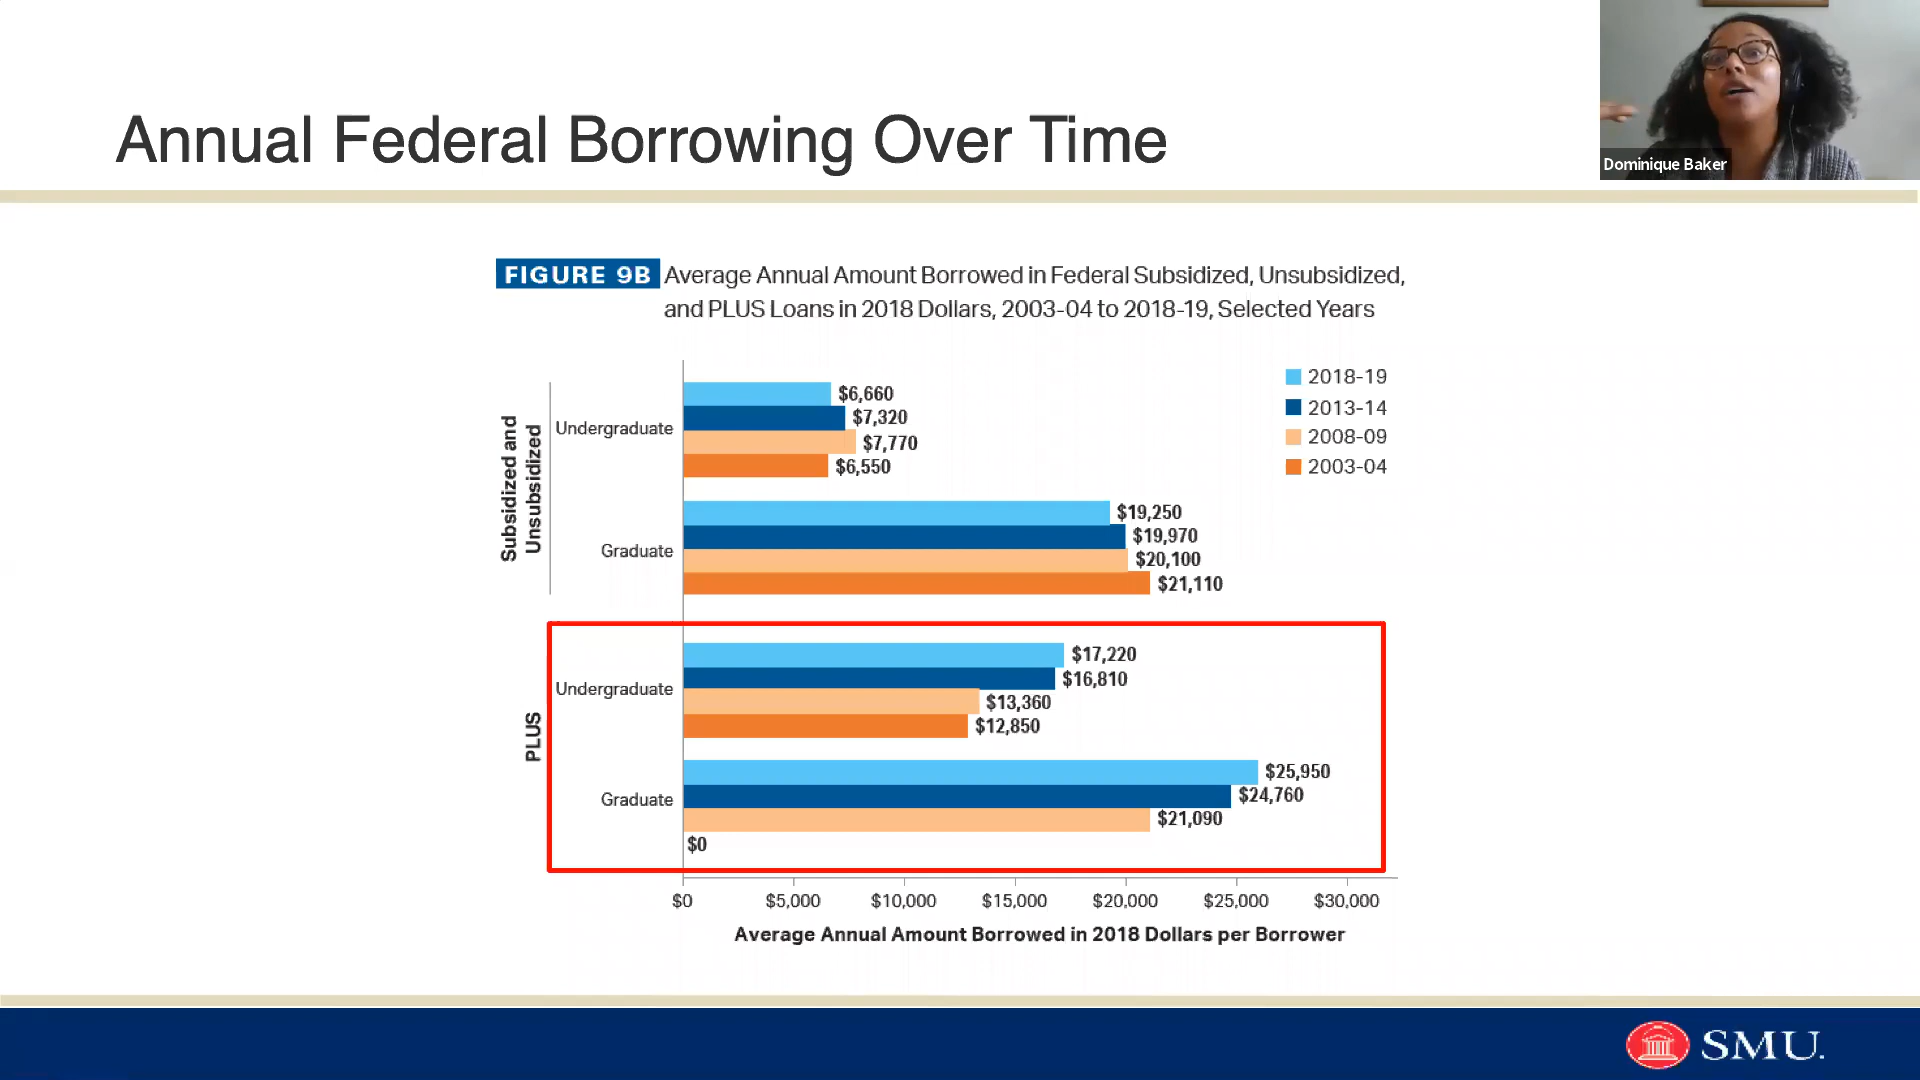 Annual Federal Borrowing Over Time
Dominique Baker
FIGURE 9B Average Annual Amount Borrowed in Federal Subsidized, Unsubsidized,
and PLUS Loans in 2018 Dollars, 2003-04 to 2018-19, Selected Years
2018-19
2013-14
2008-09
2003-04
Subsidized and
Unsubsidized
Undergraduate
$6,660
$7,320
$7,770
$6,550
Graduate
$19,250
$19,970
$20,100
$21,110
PLUS
Undergraduate
$17,220
$16,810
$13,360
$12,850
Graduate
$25,950
$24,760
$21,090
$0
$0 $5,000 $10,000 $15,000 $20,000 $25,000 $30,000
Average Annual Amount Borrowed in 2018 Dollars per Borrower
SMU.